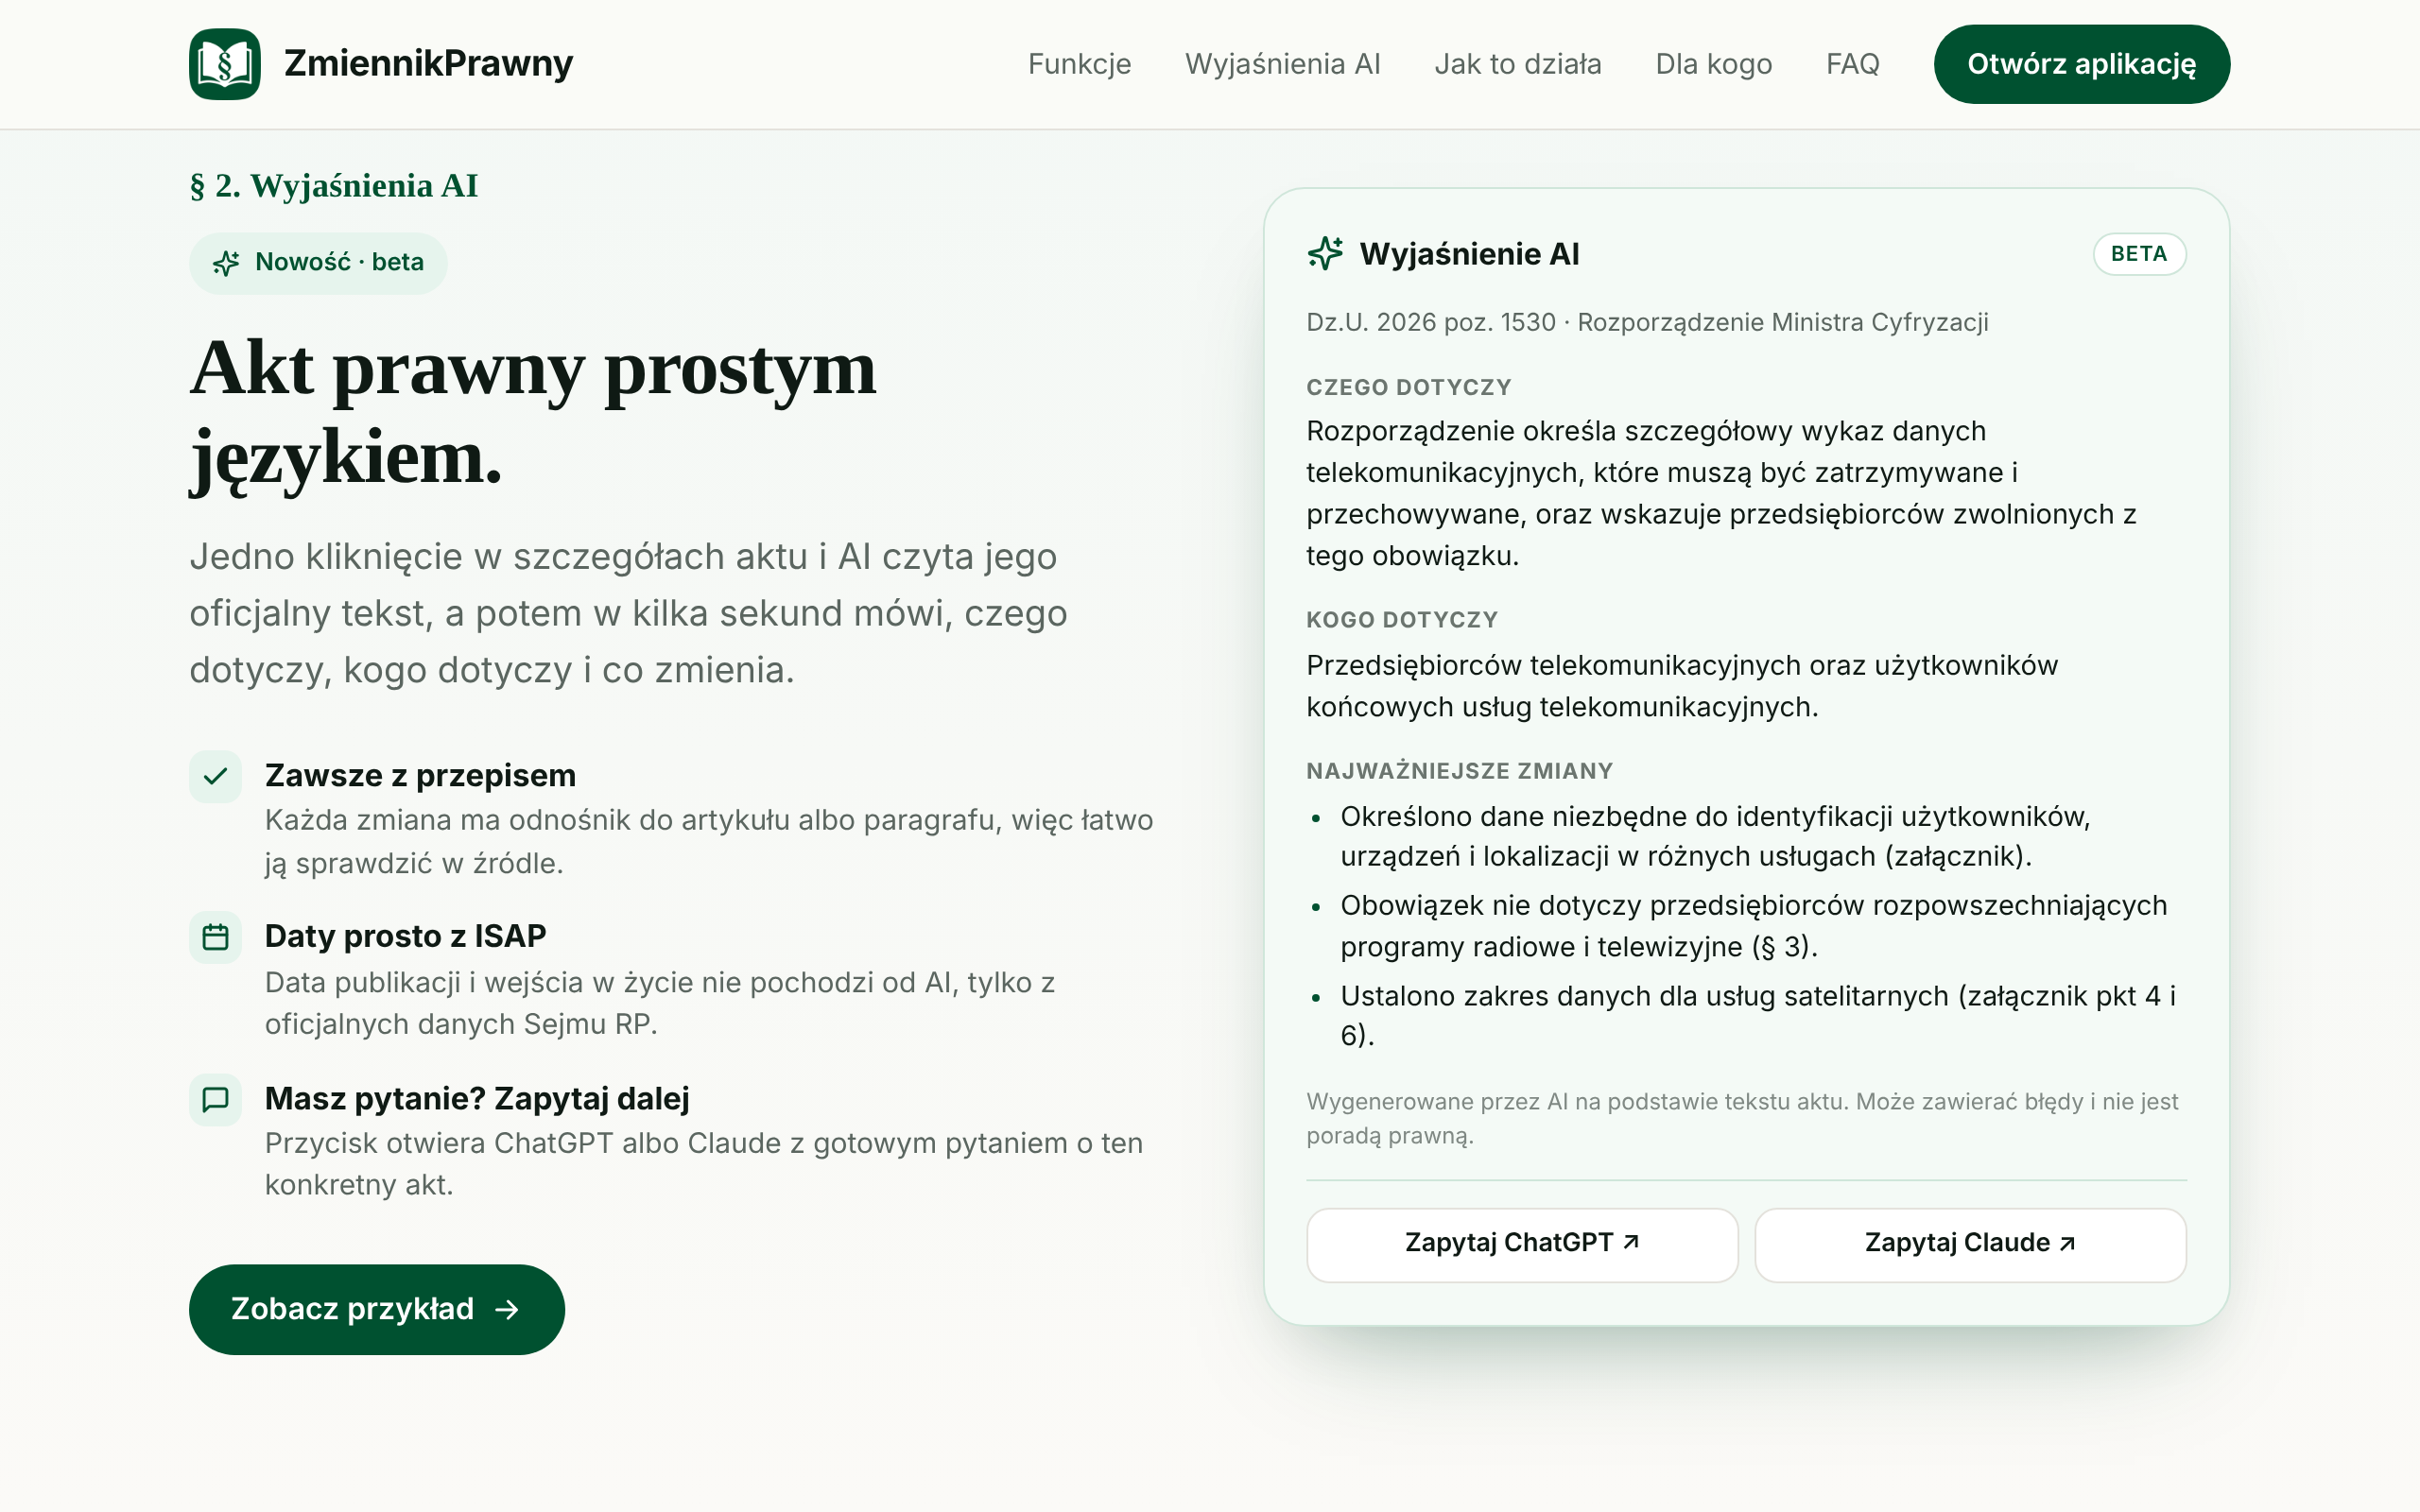 §
ZmiennikPrawny
Funkcje
Wyjaśnienia AI
Jak to działa
Dla kogo
FAQ
Otwórz aplikację
§ 2. Wyjaśnienia AI
Nowość · beta
Akt prawny prostym
językiem.
Jedno kliknięcie w szczegółach aktu i AI czyta jego
oficjalny tekst, a potem w kilka sekund mówi, czego
dotyczy, kogo dotyczy i co zmienia.
Zawsze z przepisem
Każda zmiana ma odnośnik do artykułu albo paragrafu, więc łatwo
ją sprawdzić w źródle.
Daty prosto z ISAP
Data publikacji i wejścia w życie nie pochodzi od AI, tylko z
oficjalnych danych Sejmu RP.
Masz pytanie? Zapytaj dalej
Przycisk otwiera ChatGPT albo Claude z gotowym pytaniem o ten
konkretny akt.
Zobacz przykład →
Wyjaśnienie AI
BETA
Dz.U. 2026 poz. 1530 · Rozporządzenie Ministra Cyfryzacji
CZEGO DOTYCZY
Rozporządzenie określa szczegółowy wykaz danych
telekomunikacyjnych, które muszą być zatrzymywane i
przechowywane, oraz wskazuje przedsiębiorców zwolnionych z
tego obowiązku.
KOGO DOTYCZY
Przedsiębiorców telekomunikacyjnych oraz użytkowników
końcowych usług telekomunikacyjnych.
NAJWAŻNIEJSZE ZMIANY
• Określono dane niezbędne do identyfikacji użytkowników,
urządzeń i lokalizacji w różnych usługach (załącznik).
• Obowiązek nie dotyczy przedsiębiorców rozpowszechniających
programy radiowe i telewizyjne (§ 3).
• Ustalono zakres danych dla usług satelitarnych (załącznik pkt 4 i
6).
Wygenerowane przez AI na podstawie tekstu aktu. Może zawierać błędy i nie jest
poradą prawną.
Zapytaj ChatGPT ↗
Zapytaj Claude ↗